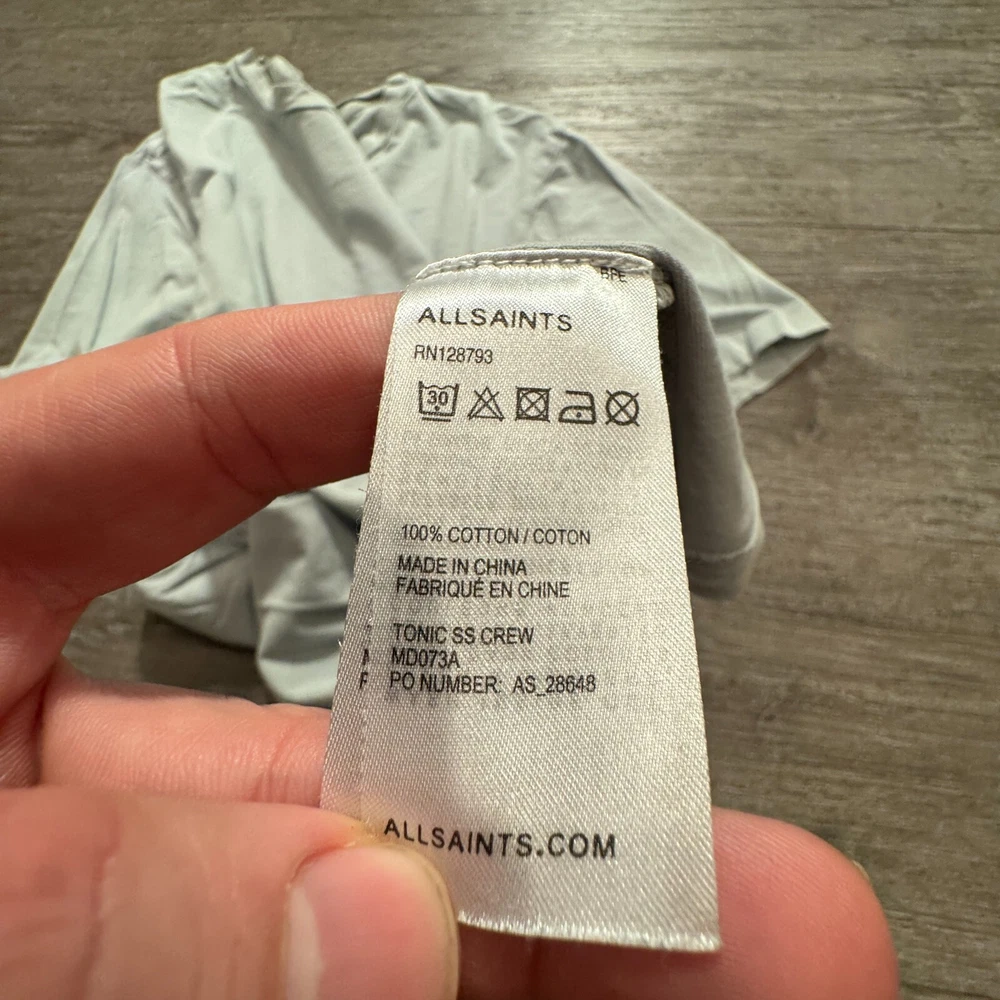 ALLSAINTS
RN128793
30
100% COTTON / COTON
MADE IN CHINA
FABRIQUÉ EN CHINE
TONIC SS CREW
MD073A
PO NUMBER: AS_28648
ALLSAINTS.COM